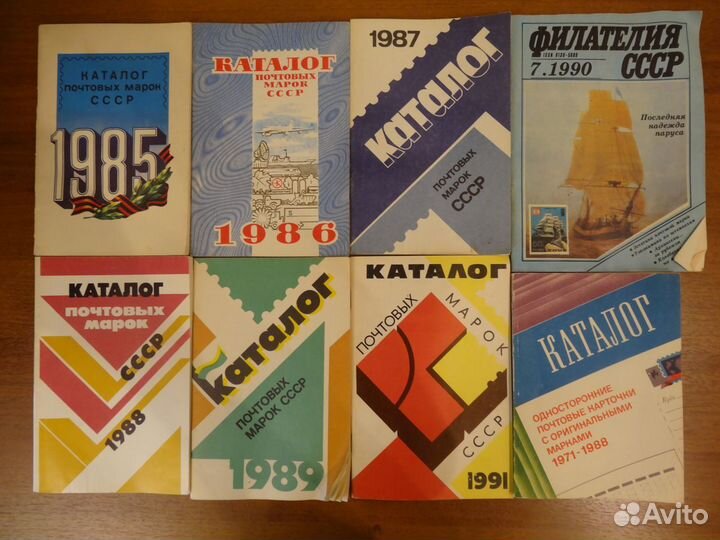 КАТАЛОГ
ПОЧТОВЫХ МАРОК
СССР
1985
КАТАЛОГ
ПОЧТОВЫХ
МАРОК
СССР
1986
1987
каталог
ПОЧТОВЫХ
МАРОК
СССР
ФИЛАТЕЛИЯ
СССР
7.1990
Последняя
надежда
паруса
КАТАЛОГ
ПОЧТОВЫХ
МАРОК
СССР
1988
каталог
ПОЧТОВЫХ
МАРОК СССР
1989
КАТАЛОГ
ПОЧТОВЫХ
МАРОК
СССР
1991
КАТАЛОГ
ОДНОСТОРОННИЕ
ПОЧТОВЫЕ КАРТОЧКИ
С ОРИГИНАЛЬНЫМИ
МАРКАМИ
1971-1988
Avito